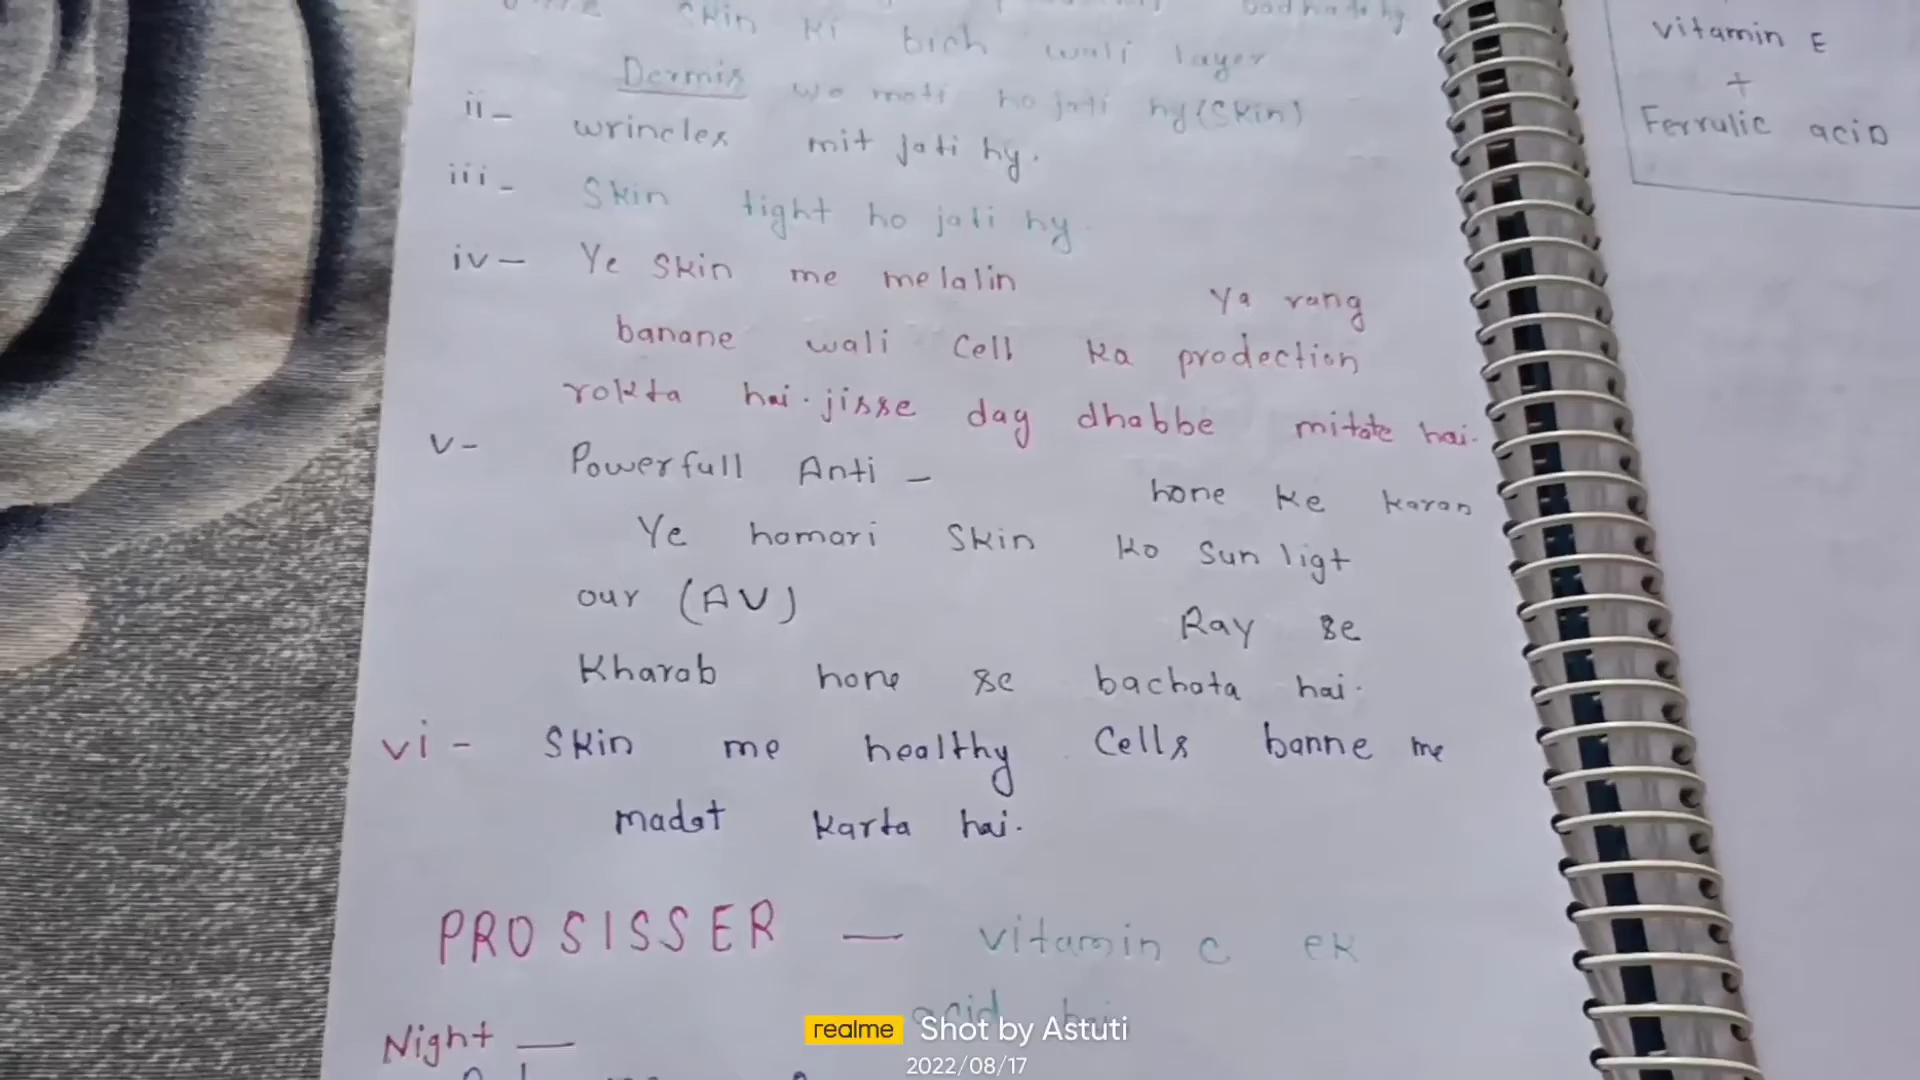 Skin ki bich wali layer
Dermis wo moti ho jati hy (Skin)
ii- wrincles mit jati hy.
iii- Skin tight ho jati hy.
iv- Ye Skin me melalin Ya rang
banane wali Cell ka prodection
rokta hai. jisse dag dhabbe mitate hai.
v- Powerfull Anti- hone ke karan
Ye hamari Skin ko Sun ligt
our (AV) Ray se
kharab hone se bachata hai.
vi- Skin me healthy Cells banne me
madat karta hai.
PROSISSER — vitamin c ek
acid hai
Night —
vitamin E
+
Ferrulic aciD
realme Shot by Astuti
2022/08/17